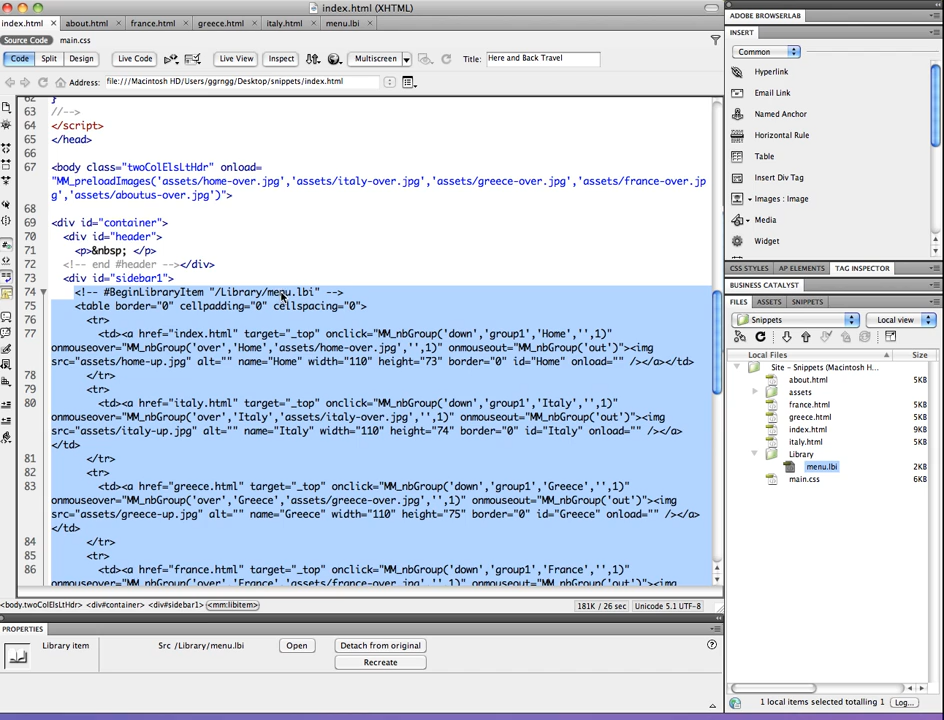 index.html (XHTML)
index.html
about.html
france.html
greece.html
italy.html
menu.lbi
Source Code
main.css
Code
Split
Design
Live Code
Live View
Inspect
Multiscreen
Title:
Here and Back Travel
Address:
file:///Macintosh HD/Users/ggrngg/Desktop/snippets/index.html
62 }
63 //-->
64 </script>
65 </head>
66
67 <body class="twoColElsLtHdr" onload=
"MM_preloadImages('assets/home-over.jpg','assets/italy-over.jpg','assets/greece-over.jpg','assets/france-over.jp
g','assets/aboutus-over.jpg')">
68
69 <div id="container">
70 <div id="header">
71 <p>&nbsp; </p>
72 <!-- end #header --></div>
73 <div id="sidebar1">
74 <!-- #BeginLibraryItem "/Library/menu.lbi" -->
75 <table border="0" cellpadding="0" cellspacing="0">
76 <tr>
77 <td><a href="index.html" target="_top" onclick="MM_nbGroup('down','group1','Home','',1)"
onmouseover="MM_nbGroup('over','Home','assets/home-over.jpg','',1)" onmouseout="MM_nbGroup('out')"><img
src="assets/home-up.jpg" alt="" name="Home" width="110" height="73" border="0" id="Home" onload="" /></a></td>
78 </tr>
79 <tr>
80 <td><a href="italy.html" target="_top" onclick="MM_nbGroup('down','group1','Italy','',1)"
onmouseover="MM_nbGroup('over','Italy','assets/italy-over.jpg','',1)" onmouseout="MM_nbGroup('out')"><img
src="assets/italy-up.jpg" alt="" name="Italy" width="110" height="74" border="0" id="Italy" onload="" /></a>
</td>
81 </tr>
82 <tr>
83 <td><a href="greece.html" target="_top" onclick="MM_nbGroup('down','group1','Greece','',1)"
onmouseover="MM_nbGroup('over','Greece','assets/greece-over.jpg','',1)" onmouseout="MM_nbGroup('out')"><img
src="assets/greece-up.jpg" alt="" name="Greece" width="110" height="75" border="0" id="Greece" onload="" /></a>
</td>
84 </tr>
85 <tr>
86 <td><a href="france.html" target="_top" onclick="MM_nbGroup('down','group1','France','',1)"
onmouseover="MM_nbGroup('over','France','assets/france-over.jpg','',1)" onmouseout="MM_nbGroup('out')"><img
<body.twoColElsLtHdr> <div#container> <div#sidebar1> <mm:libitem>
181K / 26 sec
Unicode 5.1 UTF-8
PROPERTIES
Library item
Src /Library/menu.lbi
Open
Detach from original
Recreate
ADOBE BROWSERLAB
INSERT
Common
Hyperlink
Email Link
Named Anchor
Horizontal Rule
Table
Insert Div Tag
Images : Image
Media
Widget
CSS STYLES
AP ELEMENTS
TAG INSPECTOR
BUSINESS CATALYST
FILES
ASSETS
SNIPPETS
Snippets
Local view
Local Files
Size
Site - Snippets (Macintosh H...
about.html 5KB
assets
france.html 5KB
greece.html 5KB
index.html 9KB
italy.html 5KB
Library
menu.lbi 2KB
main.css 6KB
1 local items selected totalling 1
Log...